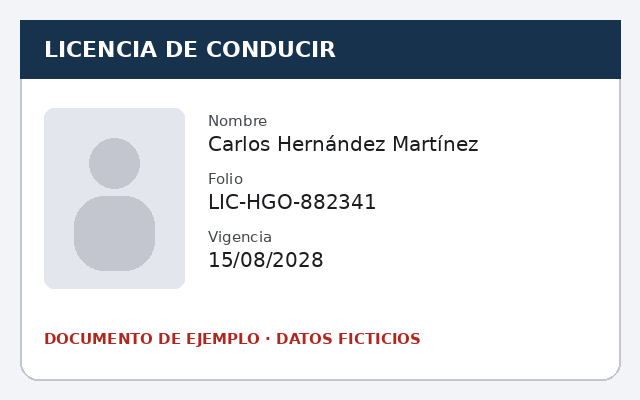 LICENCIA DE CONDUCIR
Nombre
Carlos Hernández Martínez
Folio
LIC-HGO-882341
Vigencia
15/08/2028
DOCUMENTO DE EJEMPLO · DATOS FICTICIOS